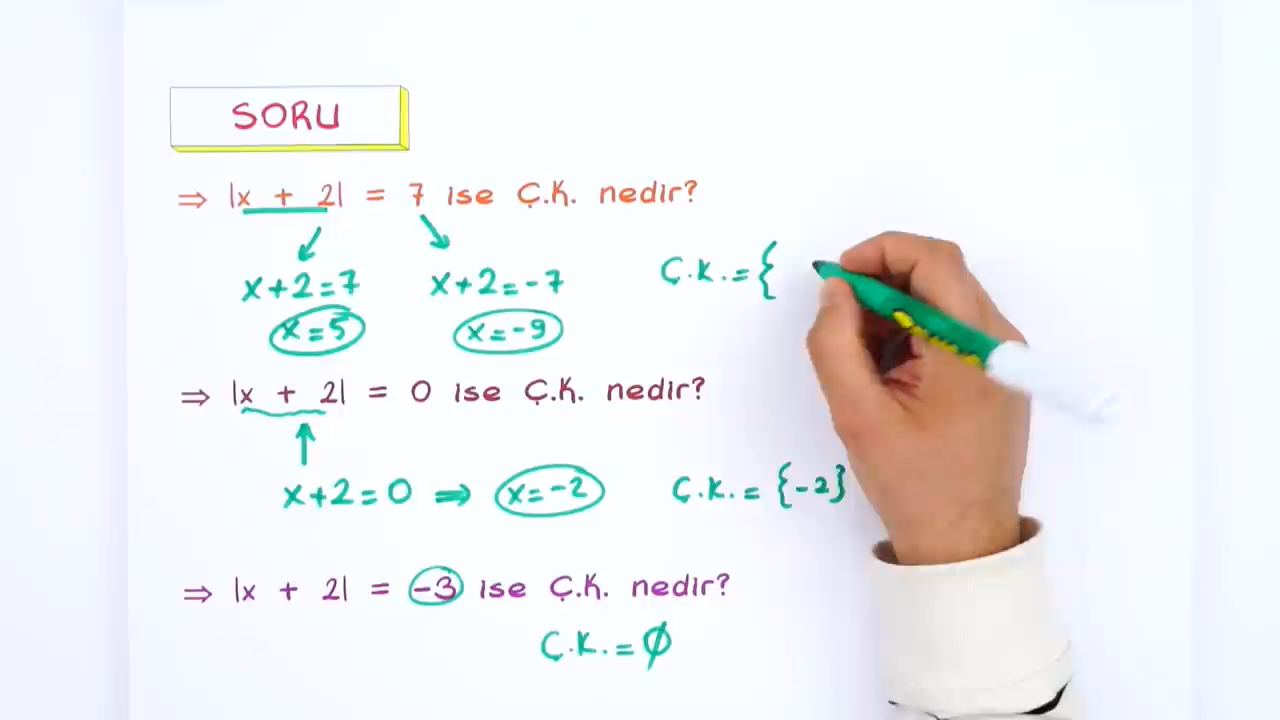 SORU
⇒ |x + 2| = 7 ise Ç.K. nedir?
x+2=7 x+2=-7 Ç.K.={
x=5 x=-9
⇒ |x + 2| = 0 ise Ç.K. nedir?
x+2=0 ⇒ x=-2 Ç.K.={-2}
⇒ |x + 2| = -3 ise Ç.K. nedir?
Ç.K.=∅